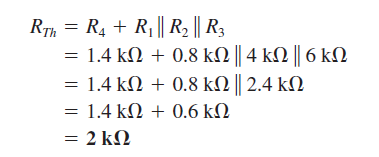 R_Th = R_4 + R_1 ∥ R_2 ∥ R_3
= 1.4 kΩ + 0.8 kΩ ∥ 4 kΩ ∥ 6 kΩ
= 1.4 kΩ + 0.8 kΩ ∥ 2.4 kΩ
= 1.4 kΩ + 0.6 kΩ
= 2 kΩ